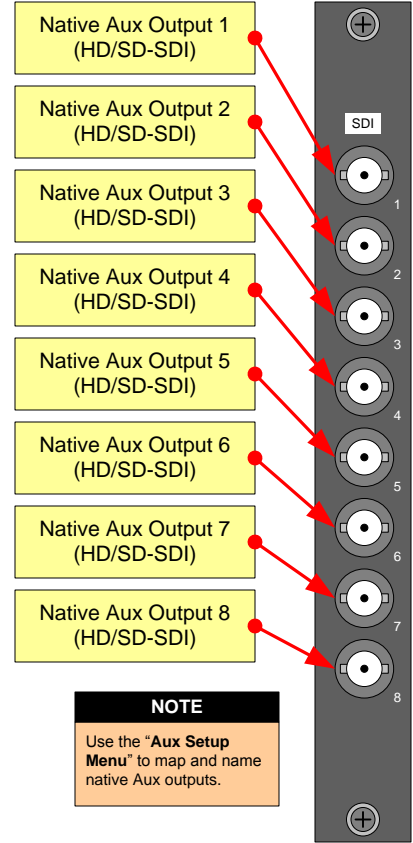 Native Aux Output 1
(HD/SD-SDI)
Native Aux Output 2
(HD/SD-SDI)
Native Aux Output 3
(HD/SD-SDI)
Native Aux Output 4
(HD/SD-SDI)
Native Aux Output 5
(HD/SD-SDI)
Native Aux Output 6
(HD/SD-SDI)
Native Aux Output 7
(HD/SD-SDI)
Native Aux Output 8
(HD/SD-SDI)
SDI
1
2
3
4
5
6
7
8
NOTE
Use the “Aux Setup
Menu” to map and name
native Aux outputs.